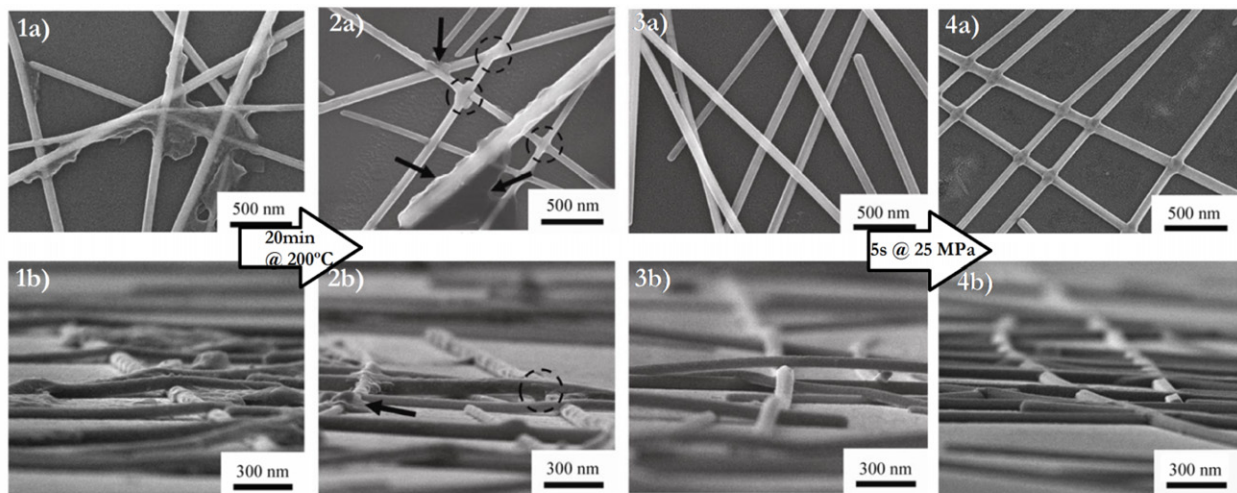 1a)
2a)
3a)
4a)
500 nm
500 nm
500 nm
500 nm
20min
@ 200ºC
5s @ 25 MPa
1b)
2b)
3b)
4b)
300 nm
300 nm
300 nm
300 nm